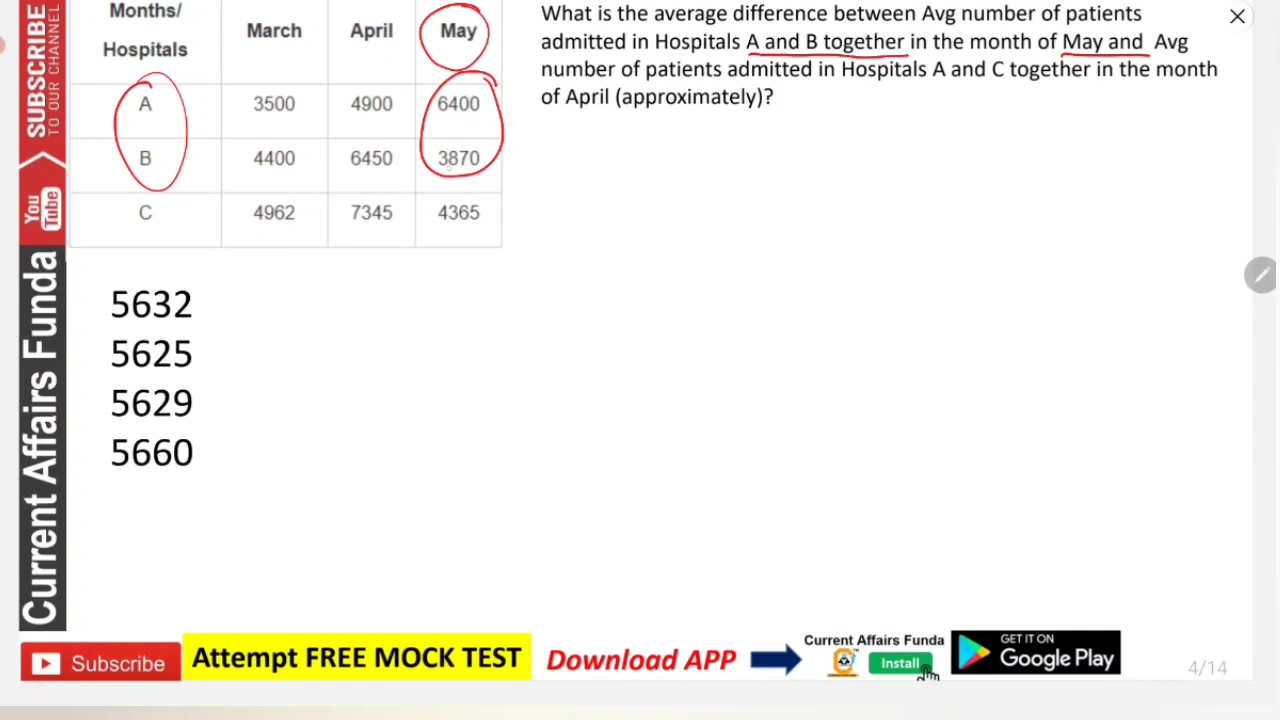 SUBSCRIBE
TO OUR CHANNEL
You
Tube
Current Affairs Funda
Months/
Hospitals
March April May
A 3500 4900 6400
B 4400 6450 3870
C 4962 7345 4365
What is the average difference between Avg number of patients
admitted in Hospitals A and B together in the month of May and Avg
number of patients admitted in Hospitals A and C together in the month
of April (approximately)?
5632
5625
5629
5660
Subscribe
Attempt FREE MOCK TEST
Download APP
Current Affairs Funda
Install
GET IT ON
Google Play
4/14